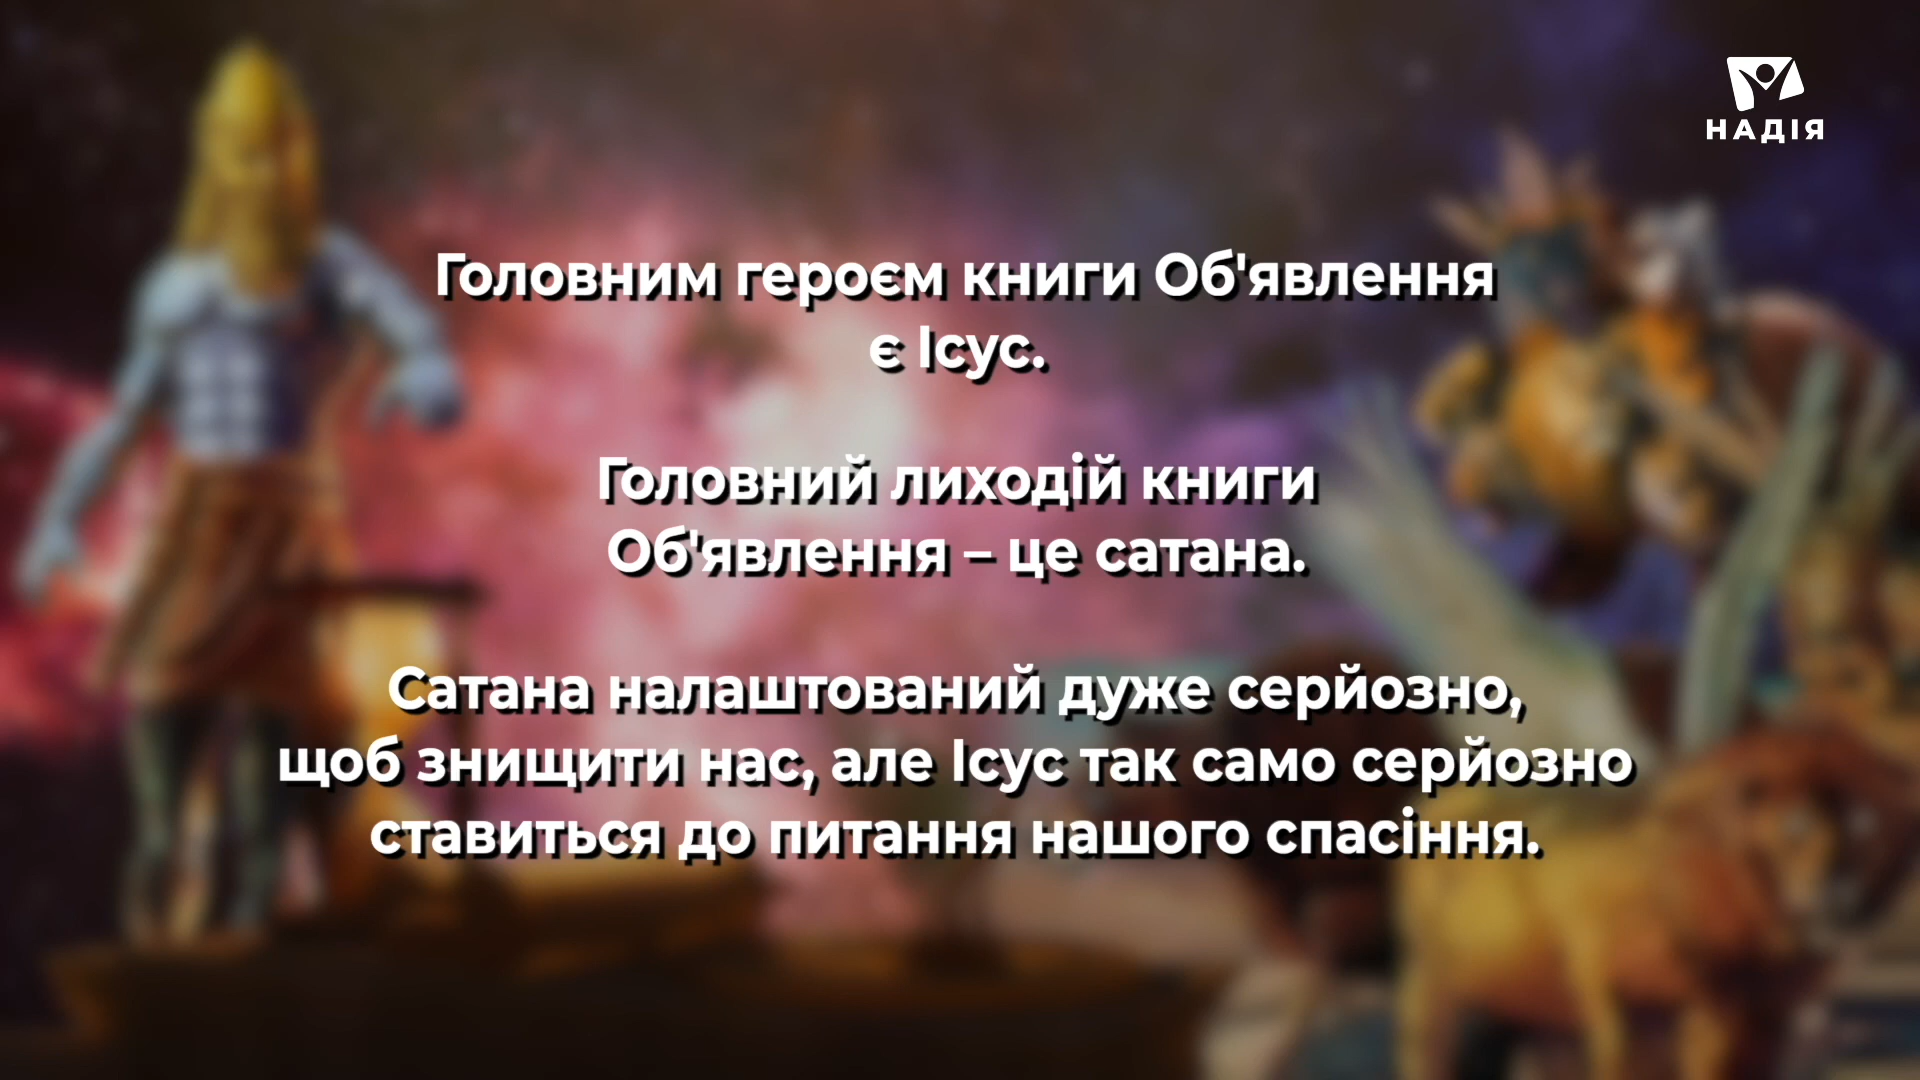 НАДІЯ
Головним героєм книги Об'явлення
є Ісус.
Головний лиходій книги
Об'явлення – це сатана.
Сатана налаштований дуже серйозно,
щоб знищити нас, але Ісус так само серйозно
ставиться до питання нашого спасіння.